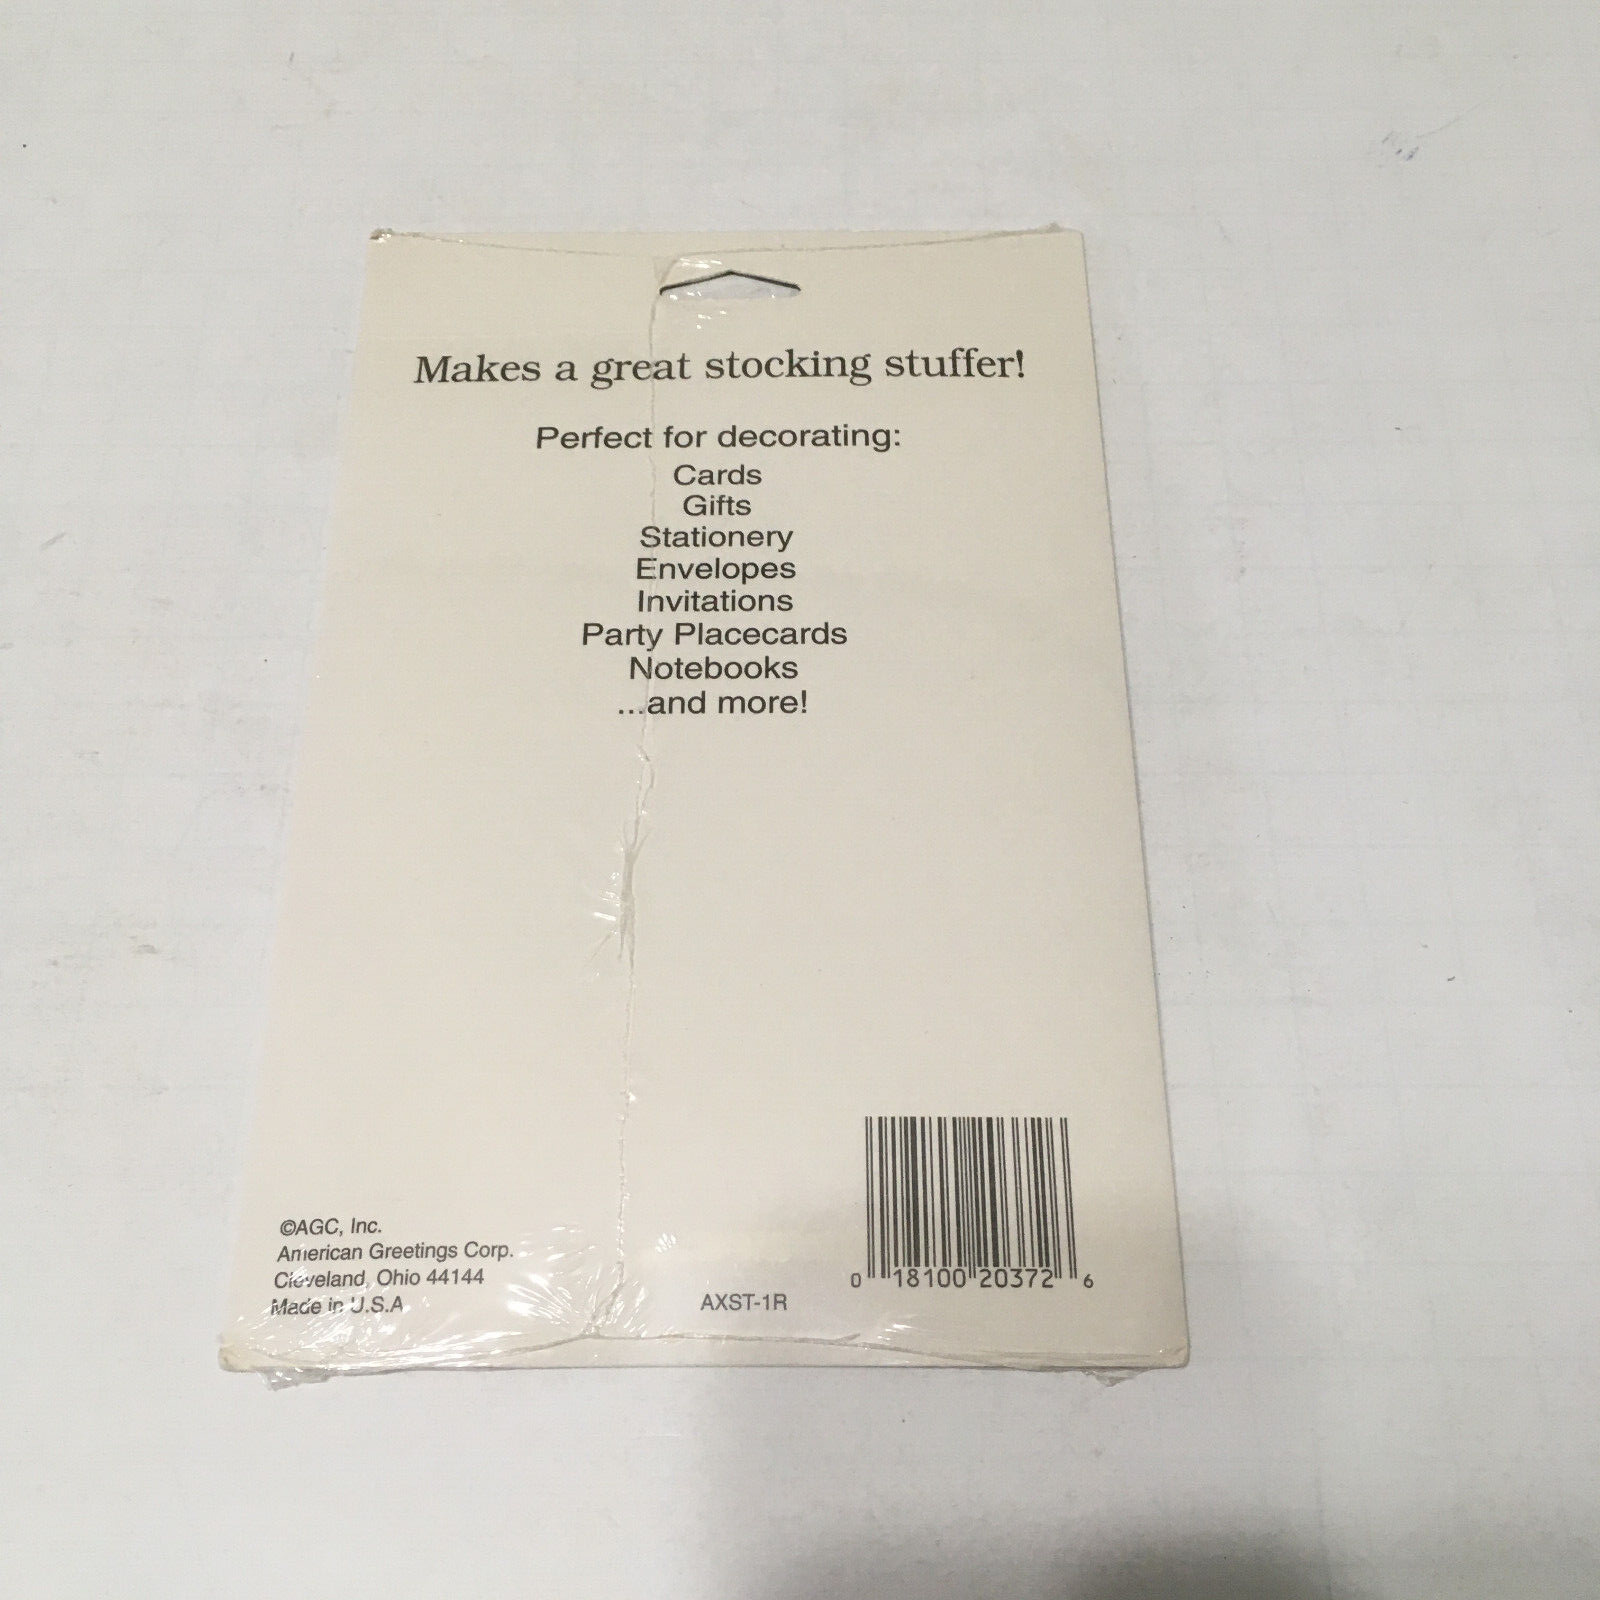 Makes a great stocking stuffer!
Perfect for decorating:
Cards
Gifts
Stationery
Envelopes
Invitations
Party Placecards
Notebooks
...and more!
©AGC, Inc.
American Greetings Corp.
Cleveland, Ohio 44144
Made in U.S.A
AXST-1R
0 18100 20372 6